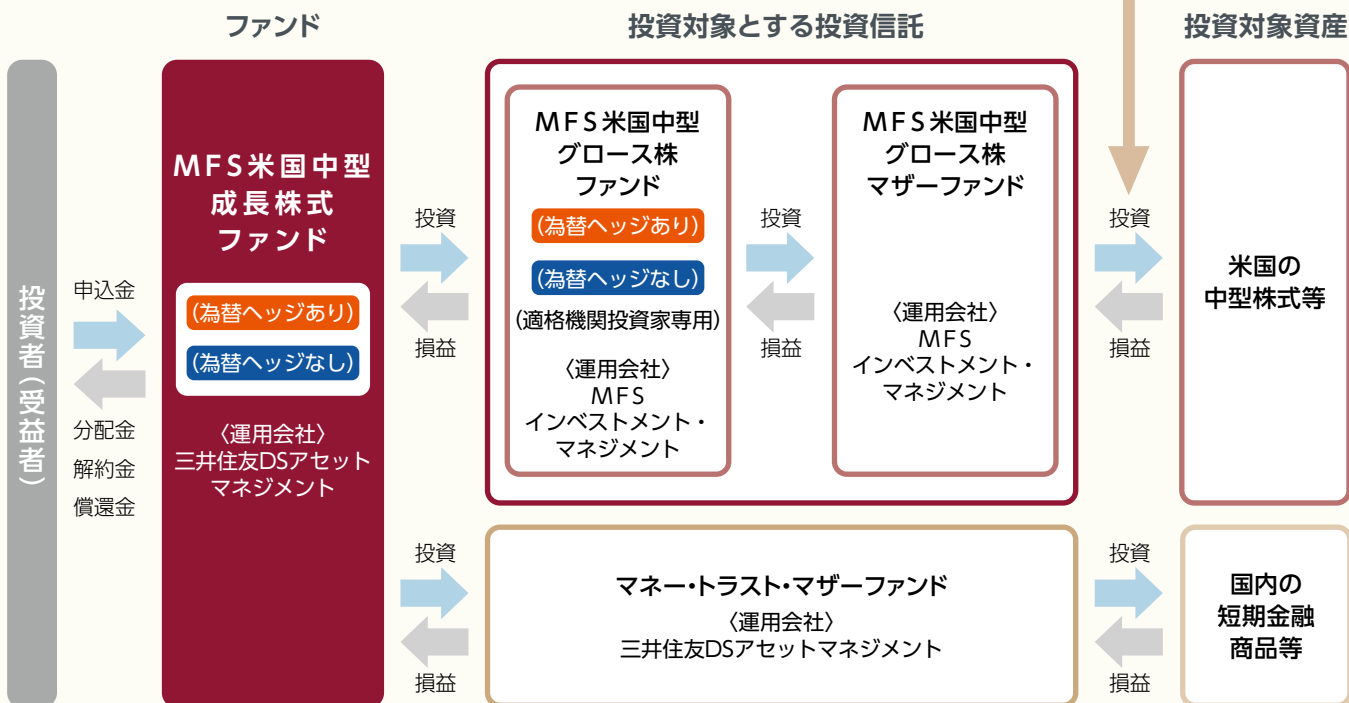 ファンド
投資対象とする投資信託
投資対象資産
投資者(受益者)
申込金
分配金
解約金
償還金
MFS米国中型
成長株式
ファンド
(為替ヘッジあり)
(為替ヘッジなし)
〈運用会社〉
三井住友DSアセット
マネジメント
投資
損益
MFS米国中型
グロース株
ファンド
(為替ヘッジあり)
(為替ヘッジなし)
(適格機関投資家専用)
〈運用会社〉
MFS
インベストメント・
マネジメント
投資
損益
MFS米国中型
グロース株
マザーファンド
〈運用会社〉
MFS
インベストメント・
マネジメント
投資
損益
米国の
中型株式等
投資
損益
マネー・トラスト・マザーファンド
〈運用会社〉
三井住友DSアセットマネジメント
投資
損益
国内の
短期金融
商品等